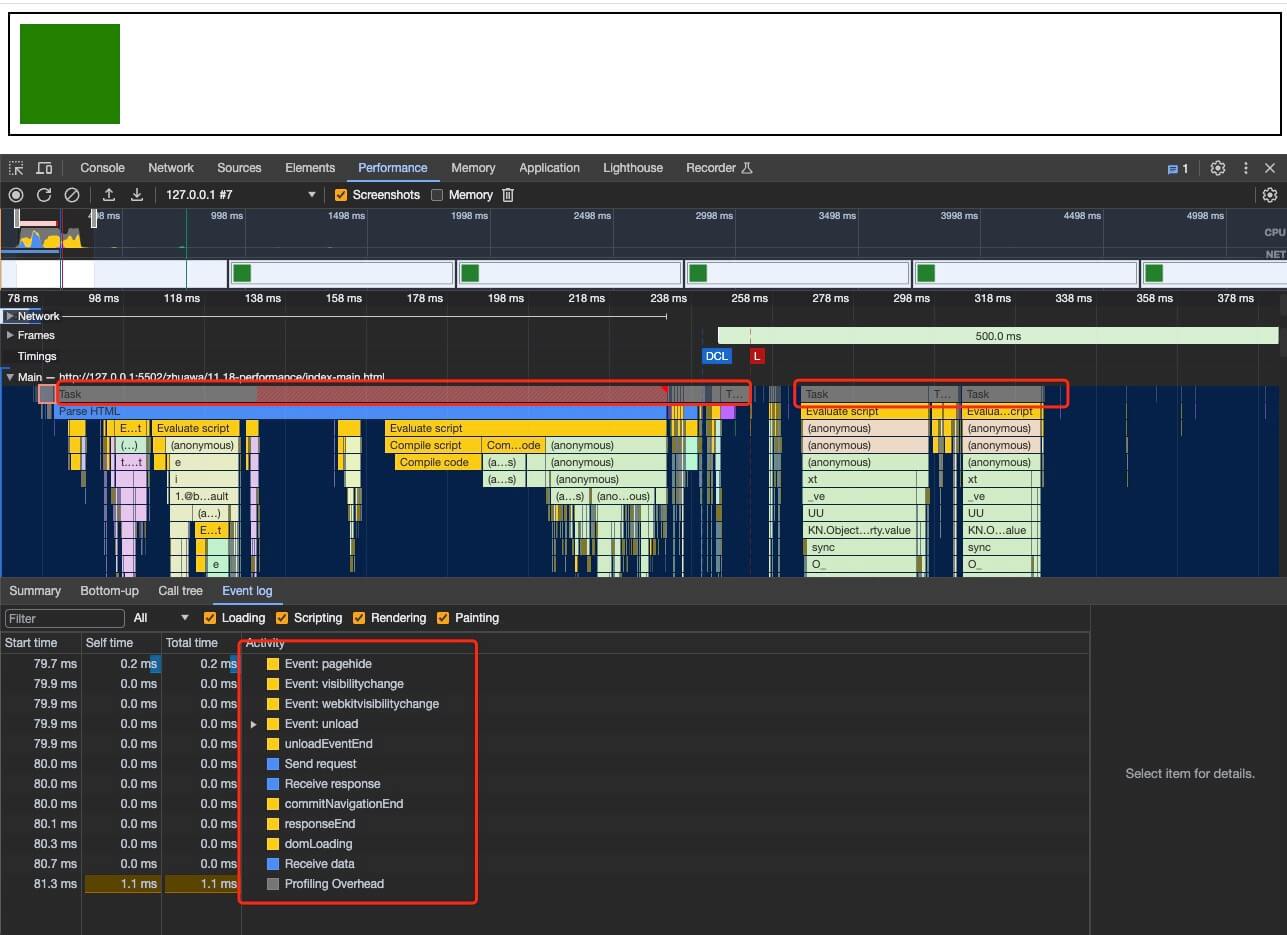 Console Network Sources Elements Performance Memory Application Lighthouse Recorder 1
127.0.0.1 #7 Screenshots Memory
498 ms 998 ms 1498 ms 1998 ms 2498 ms 2998 ms 3498 ms 3998 ms 4498 ms 4998 ms
CPU
NET
78 ms 98 ms 118 ms 138 ms 158 ms 178 ms 198 ms 218 ms 238 ms 258 ms 278 ms 298 ms 318 ms 338 ms 358 ms 378 ms
Network
Frames 500.0 ms
Timings DCL L
Main — http://127.0.0.1:5502/zhuawa/11.18-performance/index-main.html
Task T... Task T... Task
Parse HTML Evaluate script Evalua...cript
E...t Evaluate script Evaluate script (anonymous) (anonymous)
(...) (anonymous) Compile script Com...ode (anonymous) (anonymous) (anonymous)
t...t e Compile code (a...s) (anonymous) (anonymous) (anonymous)
i (a...s) (anonymous) xt xt
1.@b...ault (a...s) (ano...ous) _ve _ve
(a...) UU UU
E...t KN.Object...rty.value KN.O...alue
sync sync
e O_ O_
Summary Bottom-up Call tree Event log
Filter All Loading Scripting Rendering Painting
Start time Self time Total time Activity
79.7 ms 0.2 ms 0.2 ms Event: pagehide
79.9 ms 0.0 ms 0.0 ms Event: visibilitychange
79.9 ms 0.0 ms 0.0 ms Event: webkitvisibilitychange
79.9 ms 0.0 ms 0.0 ms Event: unload
79.9 ms 0.0 ms 0.0 ms unloadEventEnd
80.0 ms 0.0 ms 0.0 ms Send request
80.0 ms 0.0 ms 0.0 ms Receive response
80.0 ms 0.0 ms 0.0 ms commitNavigationEnd
80.1 ms 0.0 ms 0.0 ms responseEnd
80.3 ms 0.0 ms 0.0 ms domLoading
80.7 ms 0.0 ms 0.0 ms Receive data
81.3 ms 1.1 ms 1.1 ms Profiling Overhead
Select item for details.